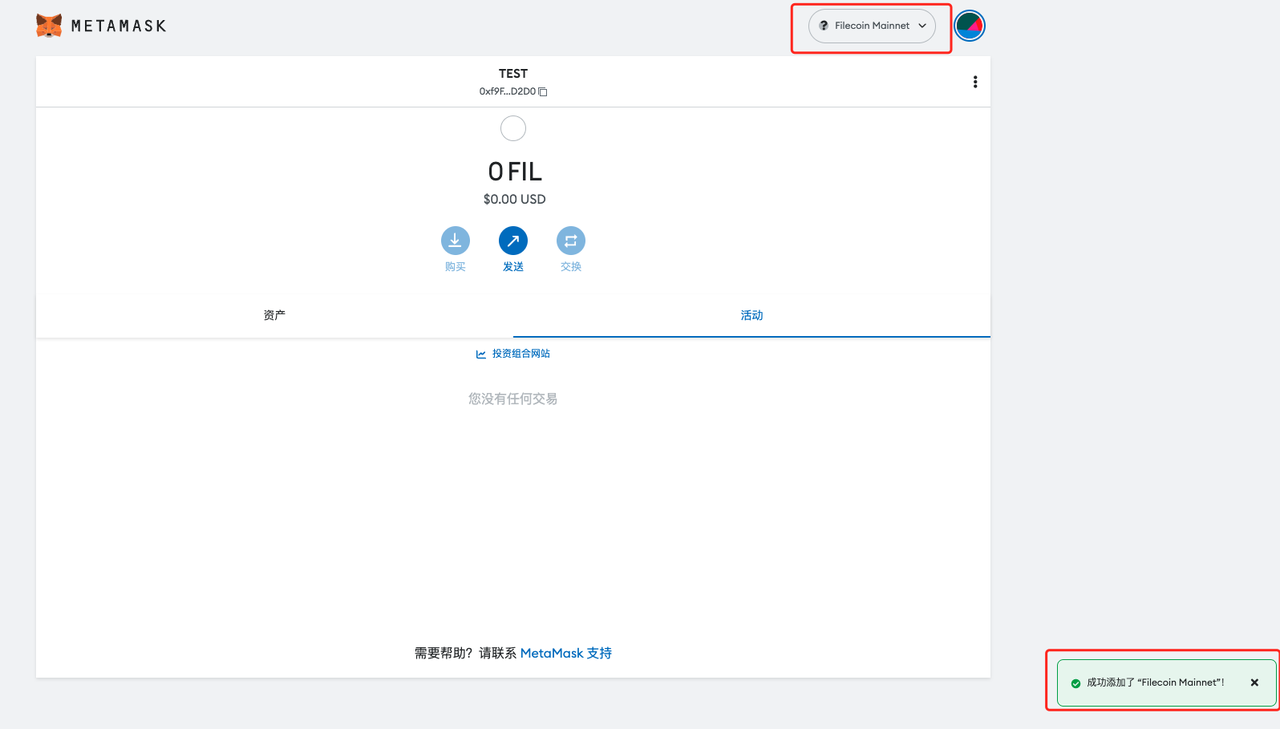 METAMASK
Filecoin Mainnet
TEST
0xf9F...D2D0
0 FIL
$0.00 USD
购买
发送
交换
资产
活动
投资组合网站
您没有任何交易
需要帮助？请联系 MetaMask 支持
成功添加了 “Filecoin Mainnet”！